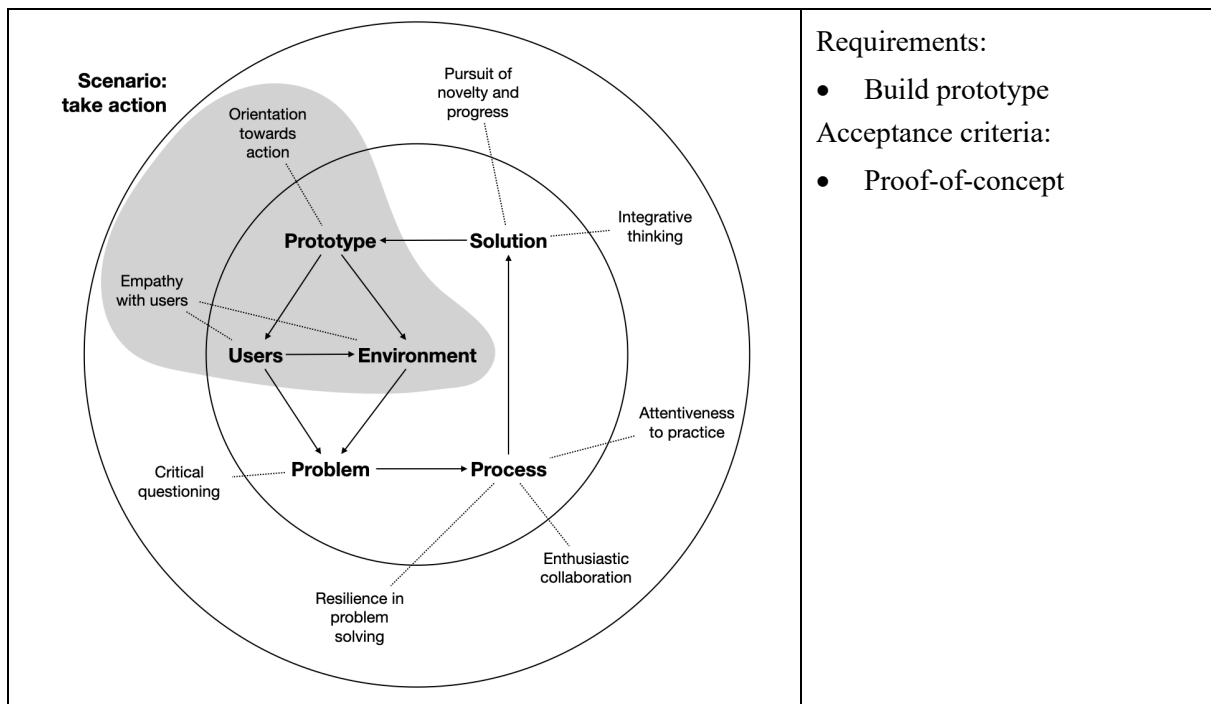 Scenario:
take action
Orientation
towards
action
Pursuit of
novelty and
progress
Integrative
thinking
Prototype
Solution
Empathy
with users
Users
Environment
Attentiveness
to practice
Critical
questioning
Problem
Process
Enthusiastic
collaboration
Resilience in
problem
solving
Requirements:
• Build prototype
Acceptance criteria:
• Proof-of-concept